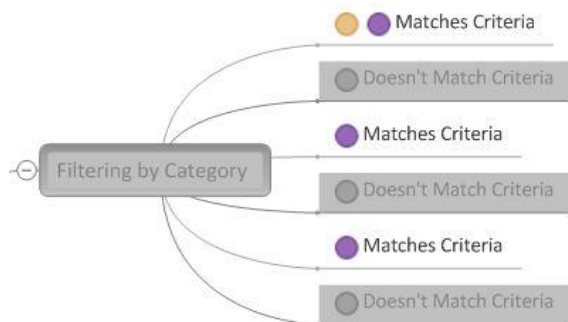 Matches Criteria
Doesn't Match Criteria
Filtering by Category
Matches Criteria
Doesn't Match Criteria
Matches Criteria
Doesn't Match Criteria